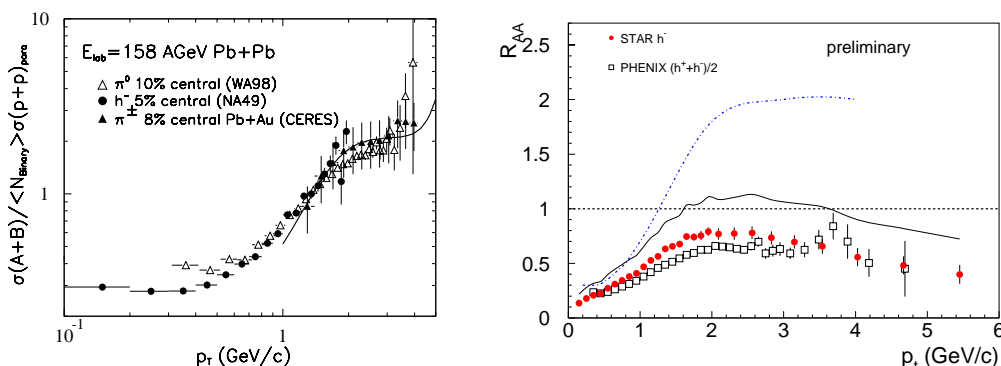 10
E_lab=158 AGeV Pb+Pb
π⁰ 10% central (WA98)
h⁻ 5% central (NA49)
π± 8% central Pb+Au (CERES)
σ(A+B)/<N_Binary>σ(p+p)_para
1
10⁻¹
1
p_T (GeV/c)
R_AA
2.5
2
1.5
1
0.5
0
STAR h⁻
PHENIX (h⁺+h⁻)/2
preliminary
0 1 2 3 4 5 6
p_t (GeV/c)